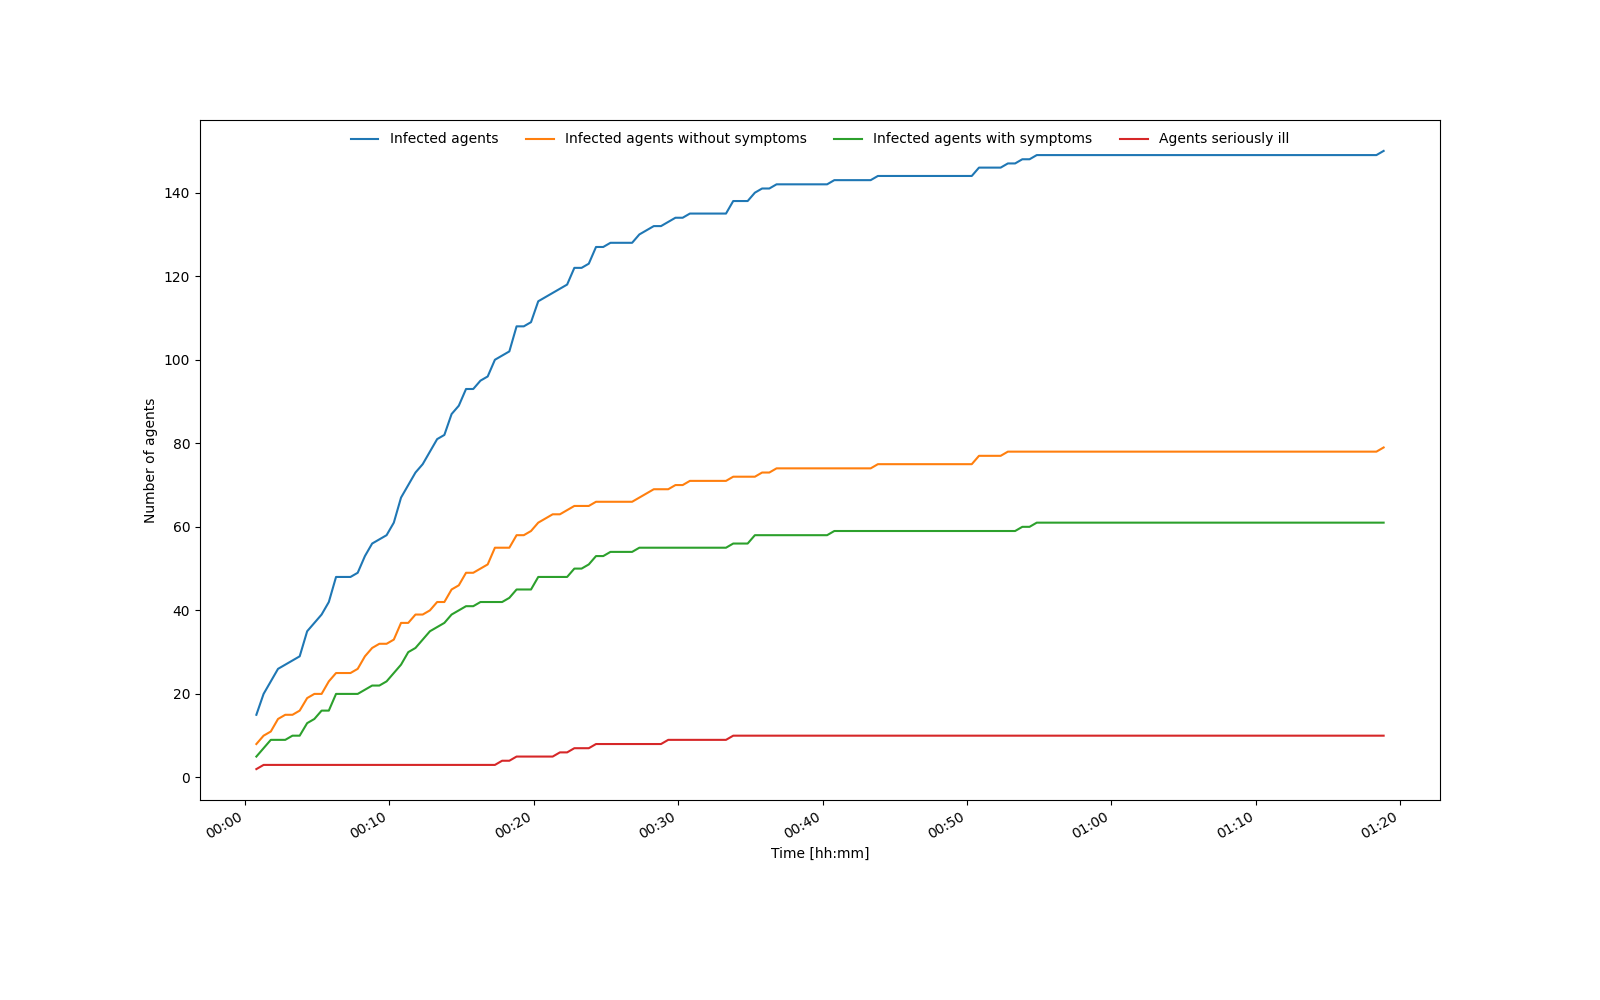 Infected agents Infected agents without symptoms Infected agents with symptoms Agents seriously ill
140
120
100
80
60
40
20
0
Number of agents
00:00 00:10 00:20 00:30 00:40 00:50 01:00 01:10 01:20
Time [hh:mm]